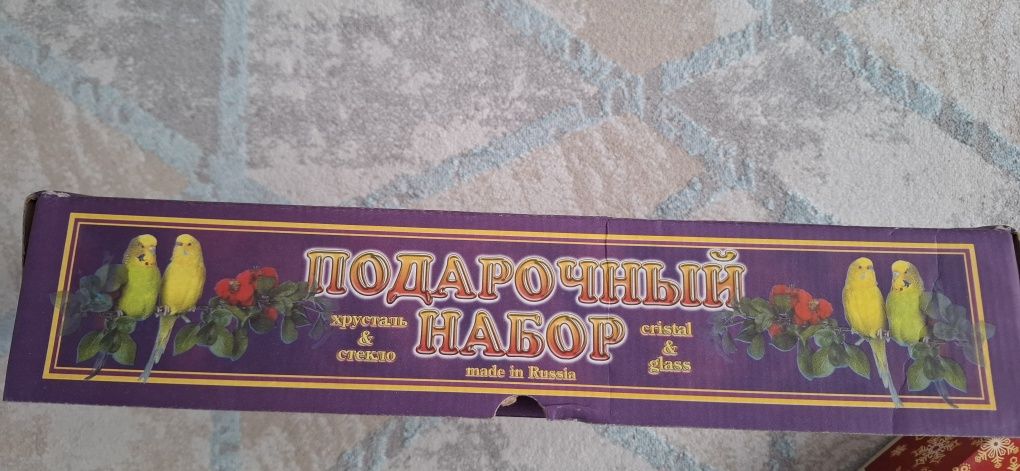 ПОДАРОЧНЫЙ
НАБОР
хрусталь
&
стекло
cristal
&
glass
made in Russia